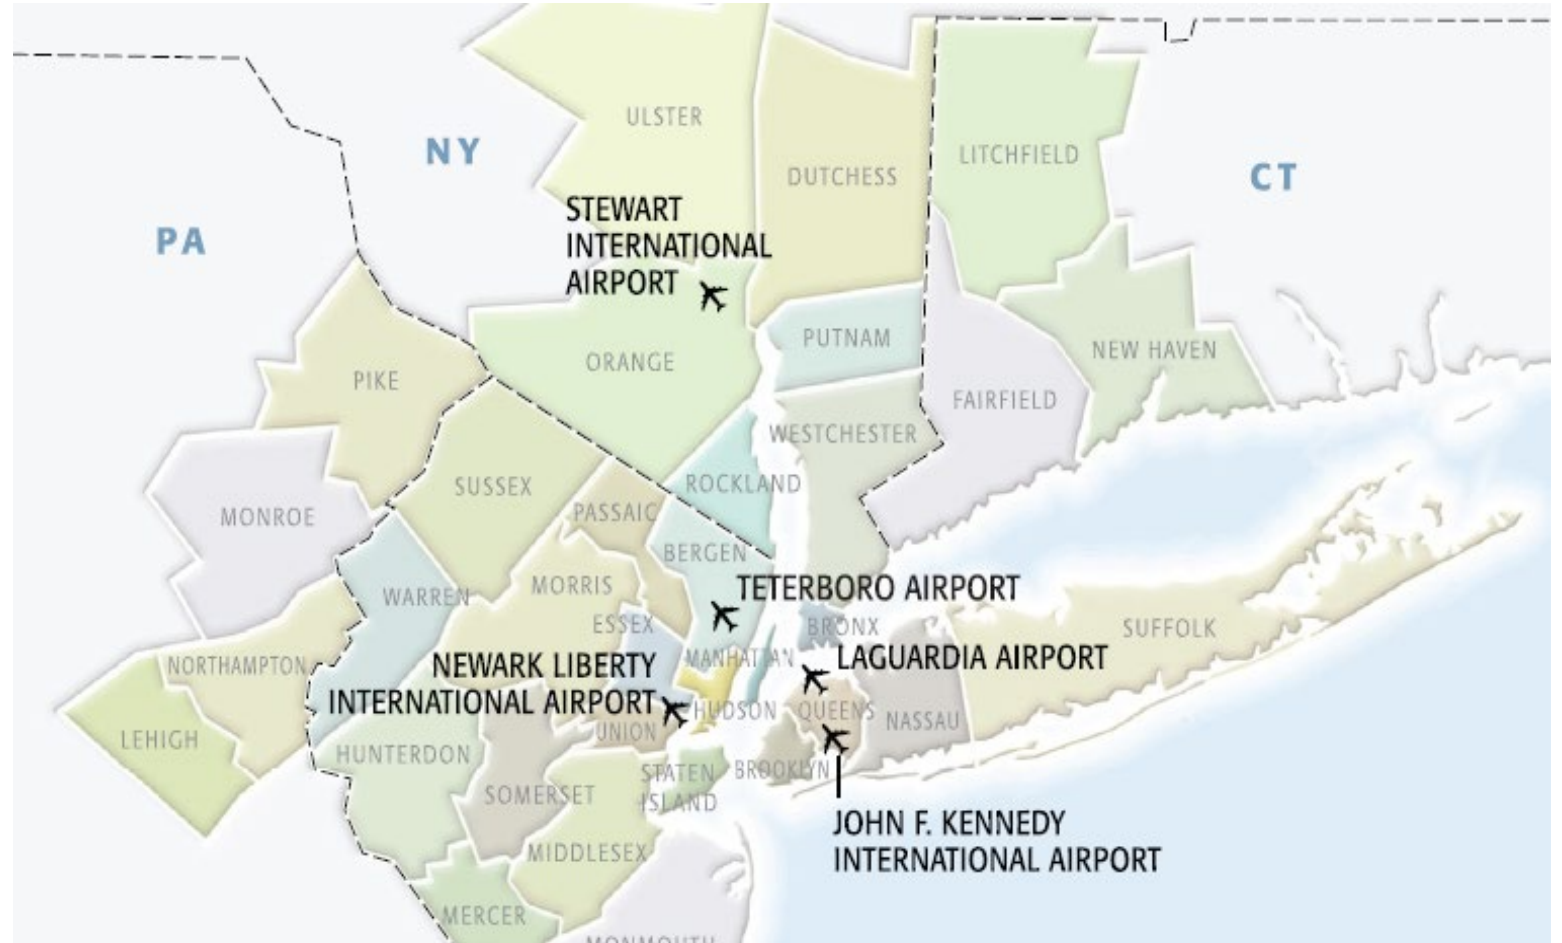 ULSTER
NY
LITCHFIELD
DUTCHESS
CT
STEWART
INTERNATIONAL
AIRPORT
PA
PUTNAM
NEW HAVEN
ORANGE
PIKE
FAIRFIELD
WESTCHESTER
ROCKLAND
SUSSEX
PASSAIC
MONROE
BERGEN
MORRIS
TETERBORO AIRPORT
WARREN
ESSEX
BRONX
SUFFOLK
MANHATTAN
LAGUARDIA AIRPORT
NORTHAMPTON
NEWARK LIBERTY
INTERNATIONAL AIRPORT
HUDSON
QUEENS
NASSAU
UNION
LEHIGH
HUNTERDON
STATEN
ISLAND
BROOKLYN
SOMERSET
JOHN F. KENNEDY
INTERNATIONAL AIRPORT
MIDDLESEX
MERCER
MONMOUTH